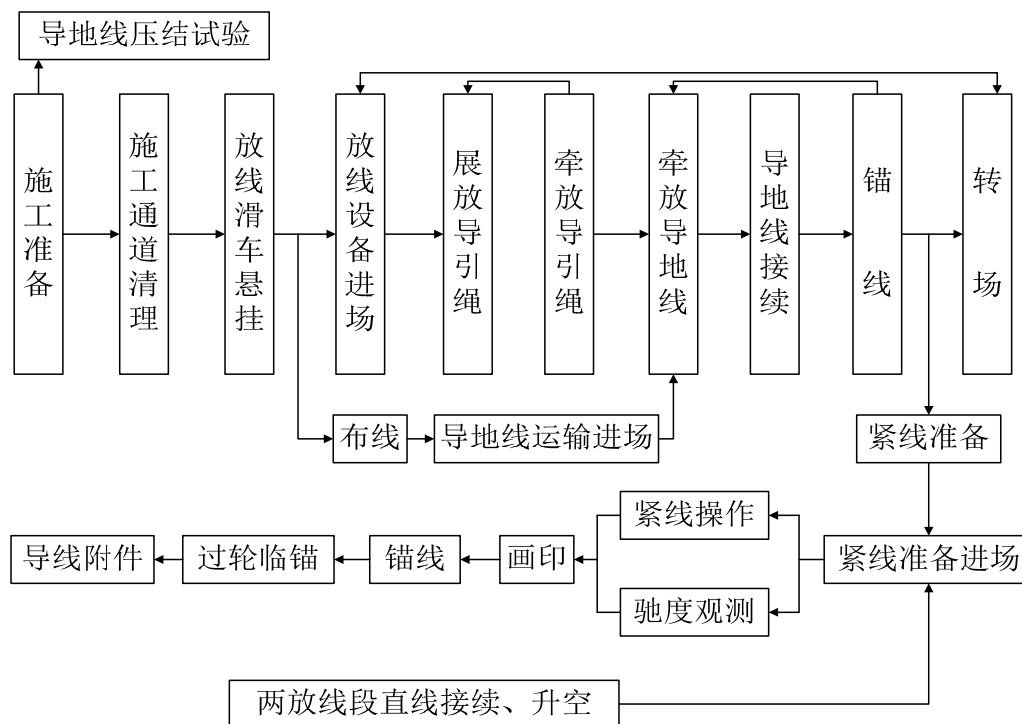 导地线压结试验
施工准备
施工通道清理
放线滑车悬挂
放线设备进场
展放导引绳
牵放导引绳
牵放导地线
导地线接续
锚线
转场
布线
导地线运输进场
紧线准备
紧线操作
导线附件
过轮临锚
锚线
画印
紧线准备进场
驰度观测
两放线段直线接续、升空